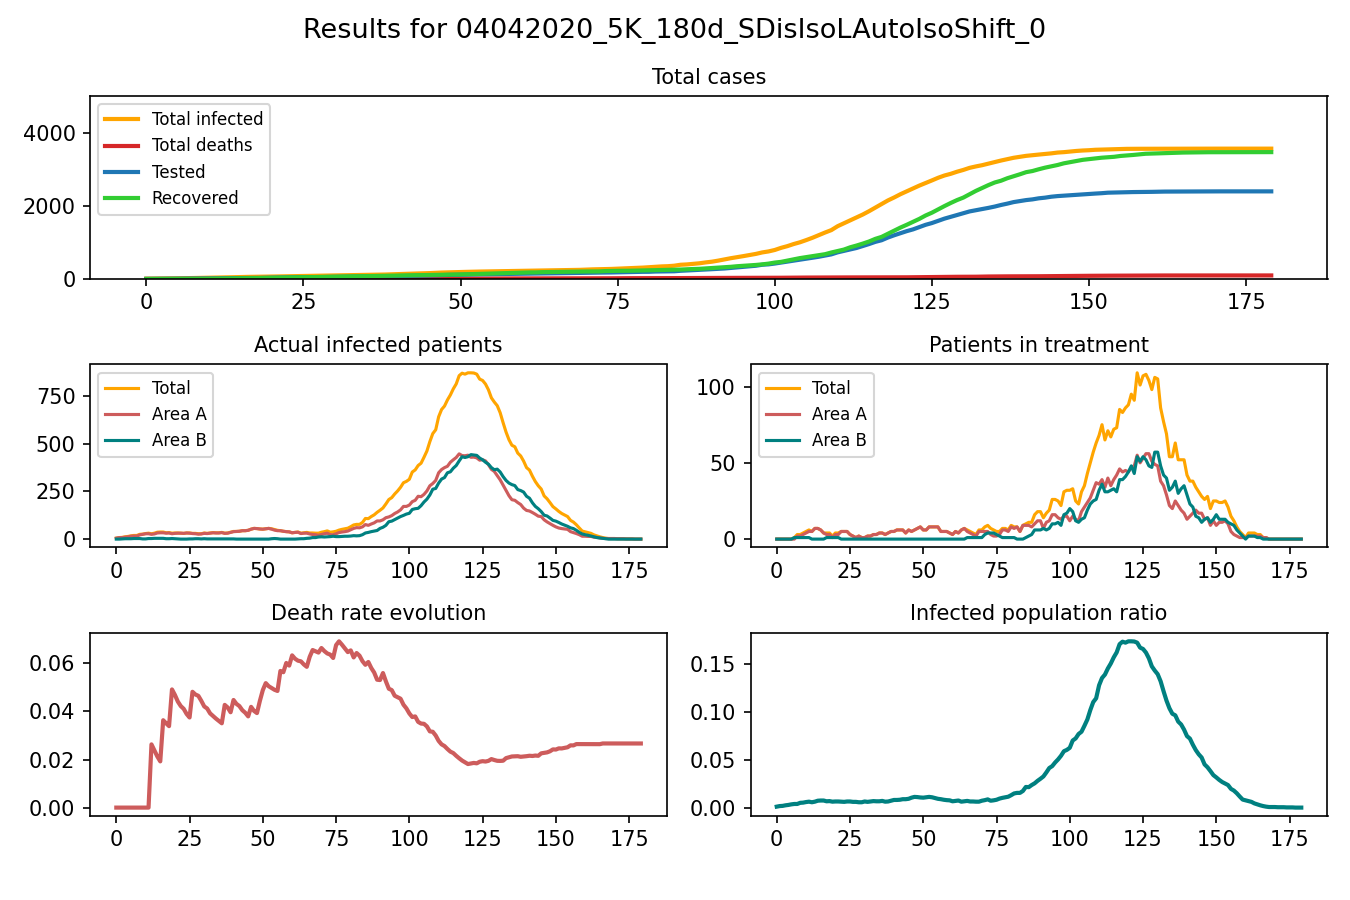 Results for 04042020_5K_180d_SDisIsoLAutoIsoShift_0
Total cases
4000
2000
0
Total infected
Total deaths
Tested
Recovered
0 25 50 75 100 125 150 175
Actual infected patients
750
500
250
0
Total
Area A
Area B
0 25 50 75 100 125 150 175
Patients in treatment
100
50
0
Total
Area A
Area B
0 25 50 75 100 125 150 175
Death rate evolution
0.06
0.04
0.02
0.00
0 25 50 75 100 125 150 175
Infected population ratio
0.15
0.10
0.05
0.00
0 25 50 75 100 125 150 175